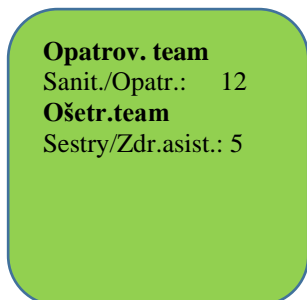 Opatrov. team
Sanit./Opatr.: 12
Ošetr.team
Sestry/Zdr.asist.: 5